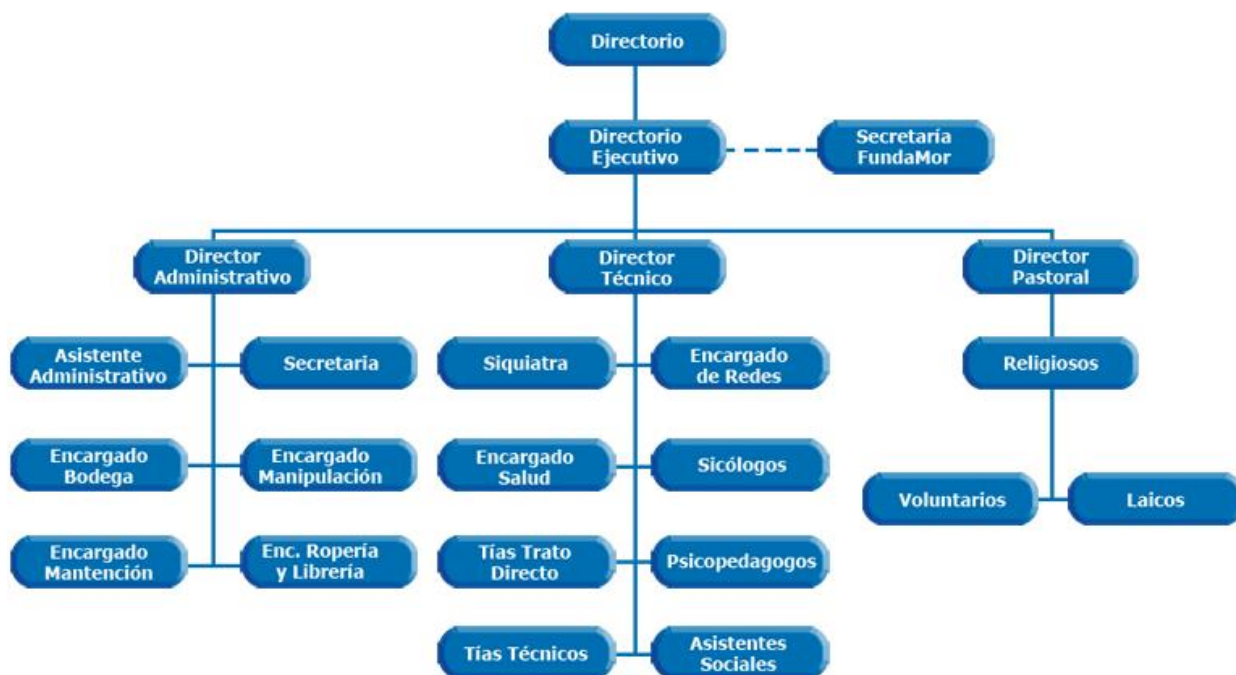 Directorio
Directorio
Ejecutivo
Secretaría
FundaMor
Director
Administrativo
Director
Técnico
Director
Pastoral
Asistente
Administrativo
Secretaria
Siquiatra
Encargado
de Redes
Religiosos
Encargado
Bodega
Encargado
Manipulación
Encargado
Salud
Sicólogos
Voluntarios
Laicos
Encargado
Mantención
Enc. Ropería
y Librería
Tías Trato
Directo
Psicopedagogos
Tías Técnicos
Asistentes
Sociales